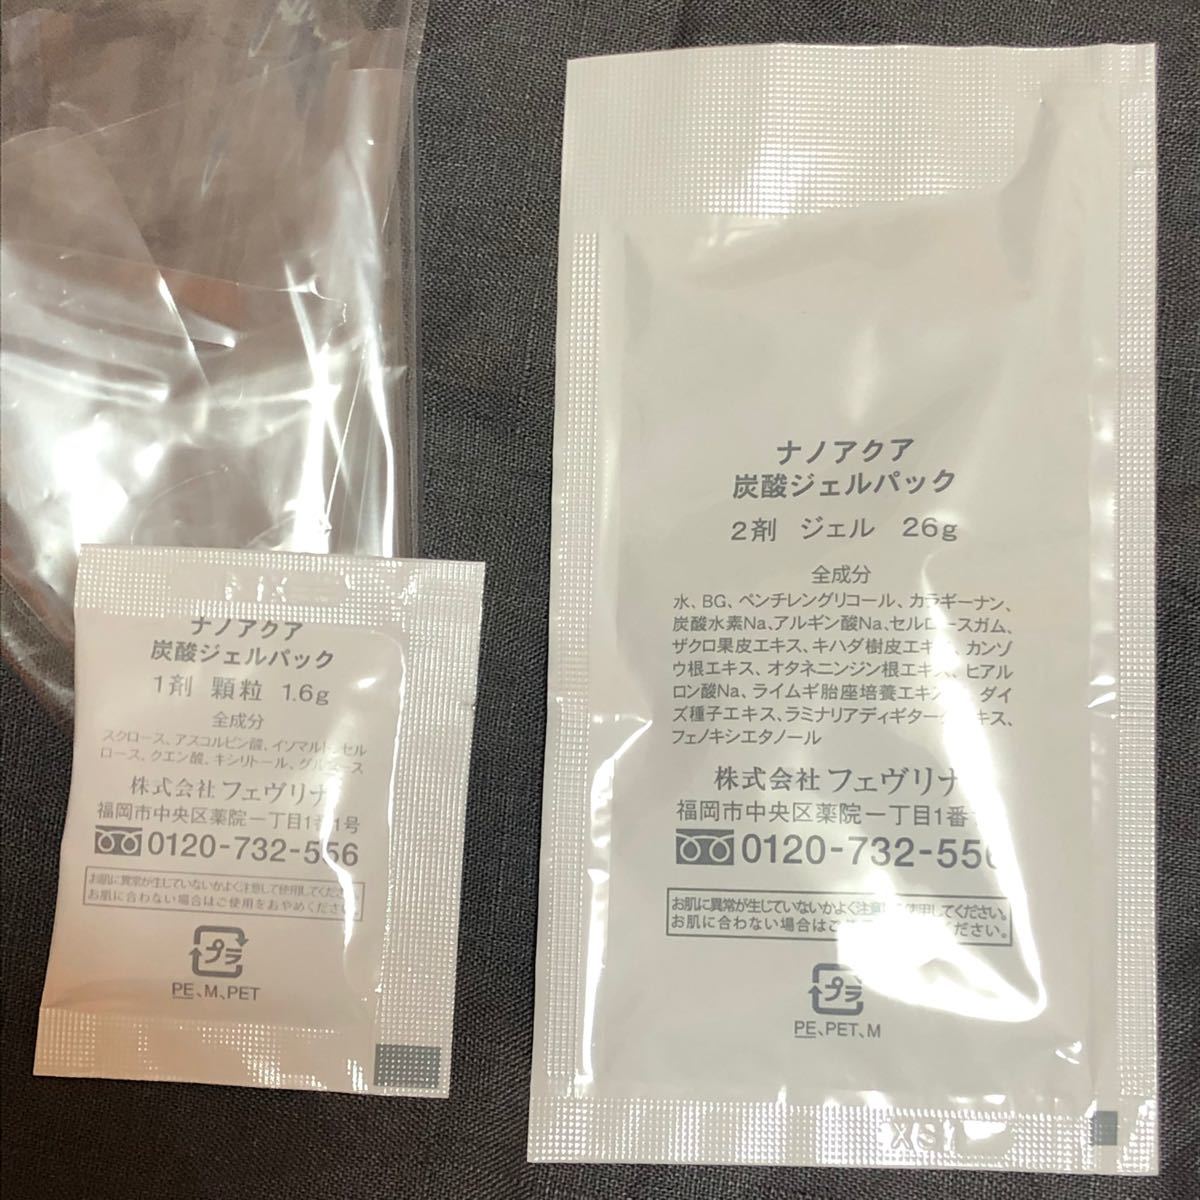 ナノアクア
炭酸ジェルパック
1剤 顆粒 1.6g
全成分
スクロース、アスコルビン酸、イソマルト、セル
ロース、クエン酸、キシリトール、グルコース
株式会社 フェヴリナ
福岡市中央区薬院一丁目1番1号
0120-732-556
お肌に異常が生じていないかよく注意して使用してください。
お肌に合わない場合はご使用をおやめください。
プラ
PE、M、PET
ナノアクア
炭酸ジェルパック
2剤 ジェル 26g
全成分
水、BG、ペンチレングリコール、カラギーナン、
炭酸水素Na、アルギン酸Na、セルロースガム、
ザクロ果皮エキス、キハダ樹皮エキス、カンゾ
ウ根エキス、オタネニンジン根エキス、ヒアル
ロン酸Na、ライムギ胎座培養エキス、ダイ
ズ種子エキス、ラミナリアディギタータエキス、
フェノキシエタノール
株式会社 フェヴリナ
福岡市中央区薬院一丁目1番
0120-732-556
お肌に異常が生じていないかよく注意して使用してください。
お肌に合わない場合はご使用をおやめください。
プラ
PE、PET、M